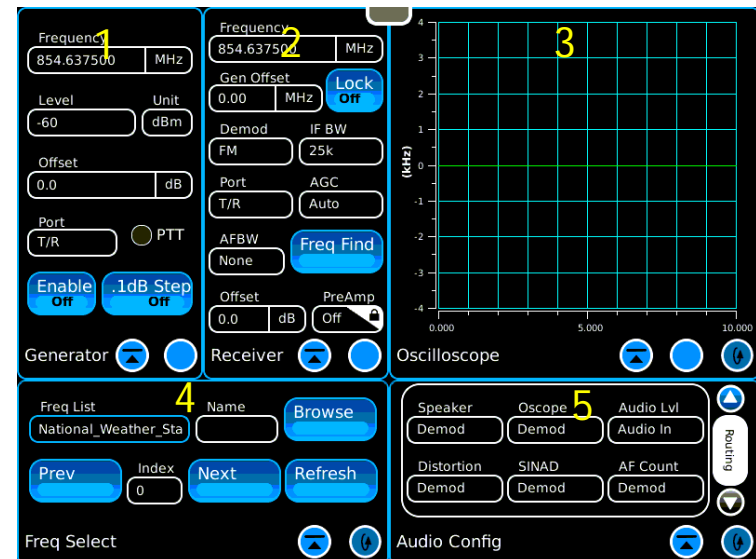 1
Frequency
854.637500 MHz
Level Unit
-60 dBm
Offset
0.0 dB
Port
T/R PTT
Enable
Off
.1dB Step
Off
Generator
2
Frequency
854.637500 MHz
Gen Offset
0.00 MHz
Lock
Off
Demod IF BW
FM 25k
Port AGC
T/R Auto
AFBW
None
Freq Find
Offset PreAmp
0.0 dB Off
Receiver
3
4
3
2
1
0
-1
-2
-3
-4
(kHz)
0.000 5.000 10.000
Oscilloscope
4
Freq List Name
National_Weather_Sta
Browse
Prev
Index
0
Next
Refresh
Freq Select
5
Speaker Oscope Audio Lvl
Demod Demod Audio In
Distortion SINAD AF Count
Demod Demod Demod
Routing
Audio Config